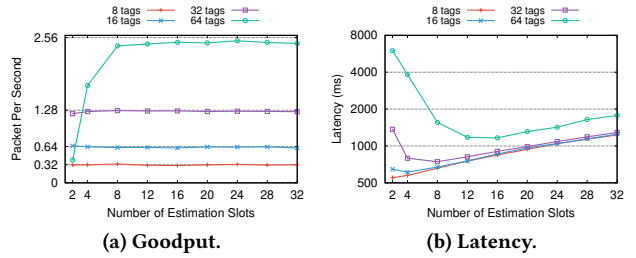 8 tags 32 tags
16 tags 64 tags
Packet Per Second
2.56
1.28
0.64
0.32
0
2 4 8 12 16 20 24 28 32
Number of Estimation Slots
(a) Goodput.
8 tags 32 tags
16 tags 64 tags
Latency (ms)
8000
4000
2000
1000
500
2 4 8 12 16 20 24 28 32
Number of Estimation Slots
(b) Latency.